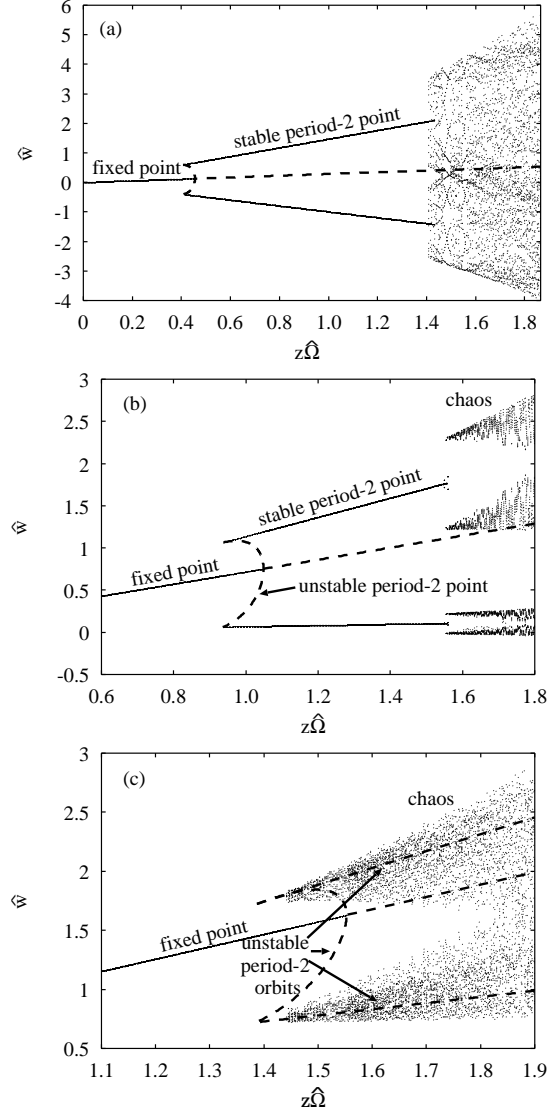 (a)
6
5
4
3
2
1
0
-1
-2
-3
-4
ŵ
stable period-2 point
fixed point
0 0.2 0.4 0.6 0.8 1.0 1.2 1.4 1.6 1.8
zΩ̂
(b)
3
2.5
2
1.5
1
0.5
0
-0.5
ŵ
chaos
stable period-2 point
fixed point
unstable period-2 point
0.6 0.8 1.0 1.2 1.4 1.6 1.8
zΩ̂
(c)
3
2.5
2
1.5
1
0.5
ŵ
chaos
fixed point
unstable
period-2
orbits
1.1 1.2 1.3 1.4 1.5 1.6 1.7 1.8 1.9
zΩ̂